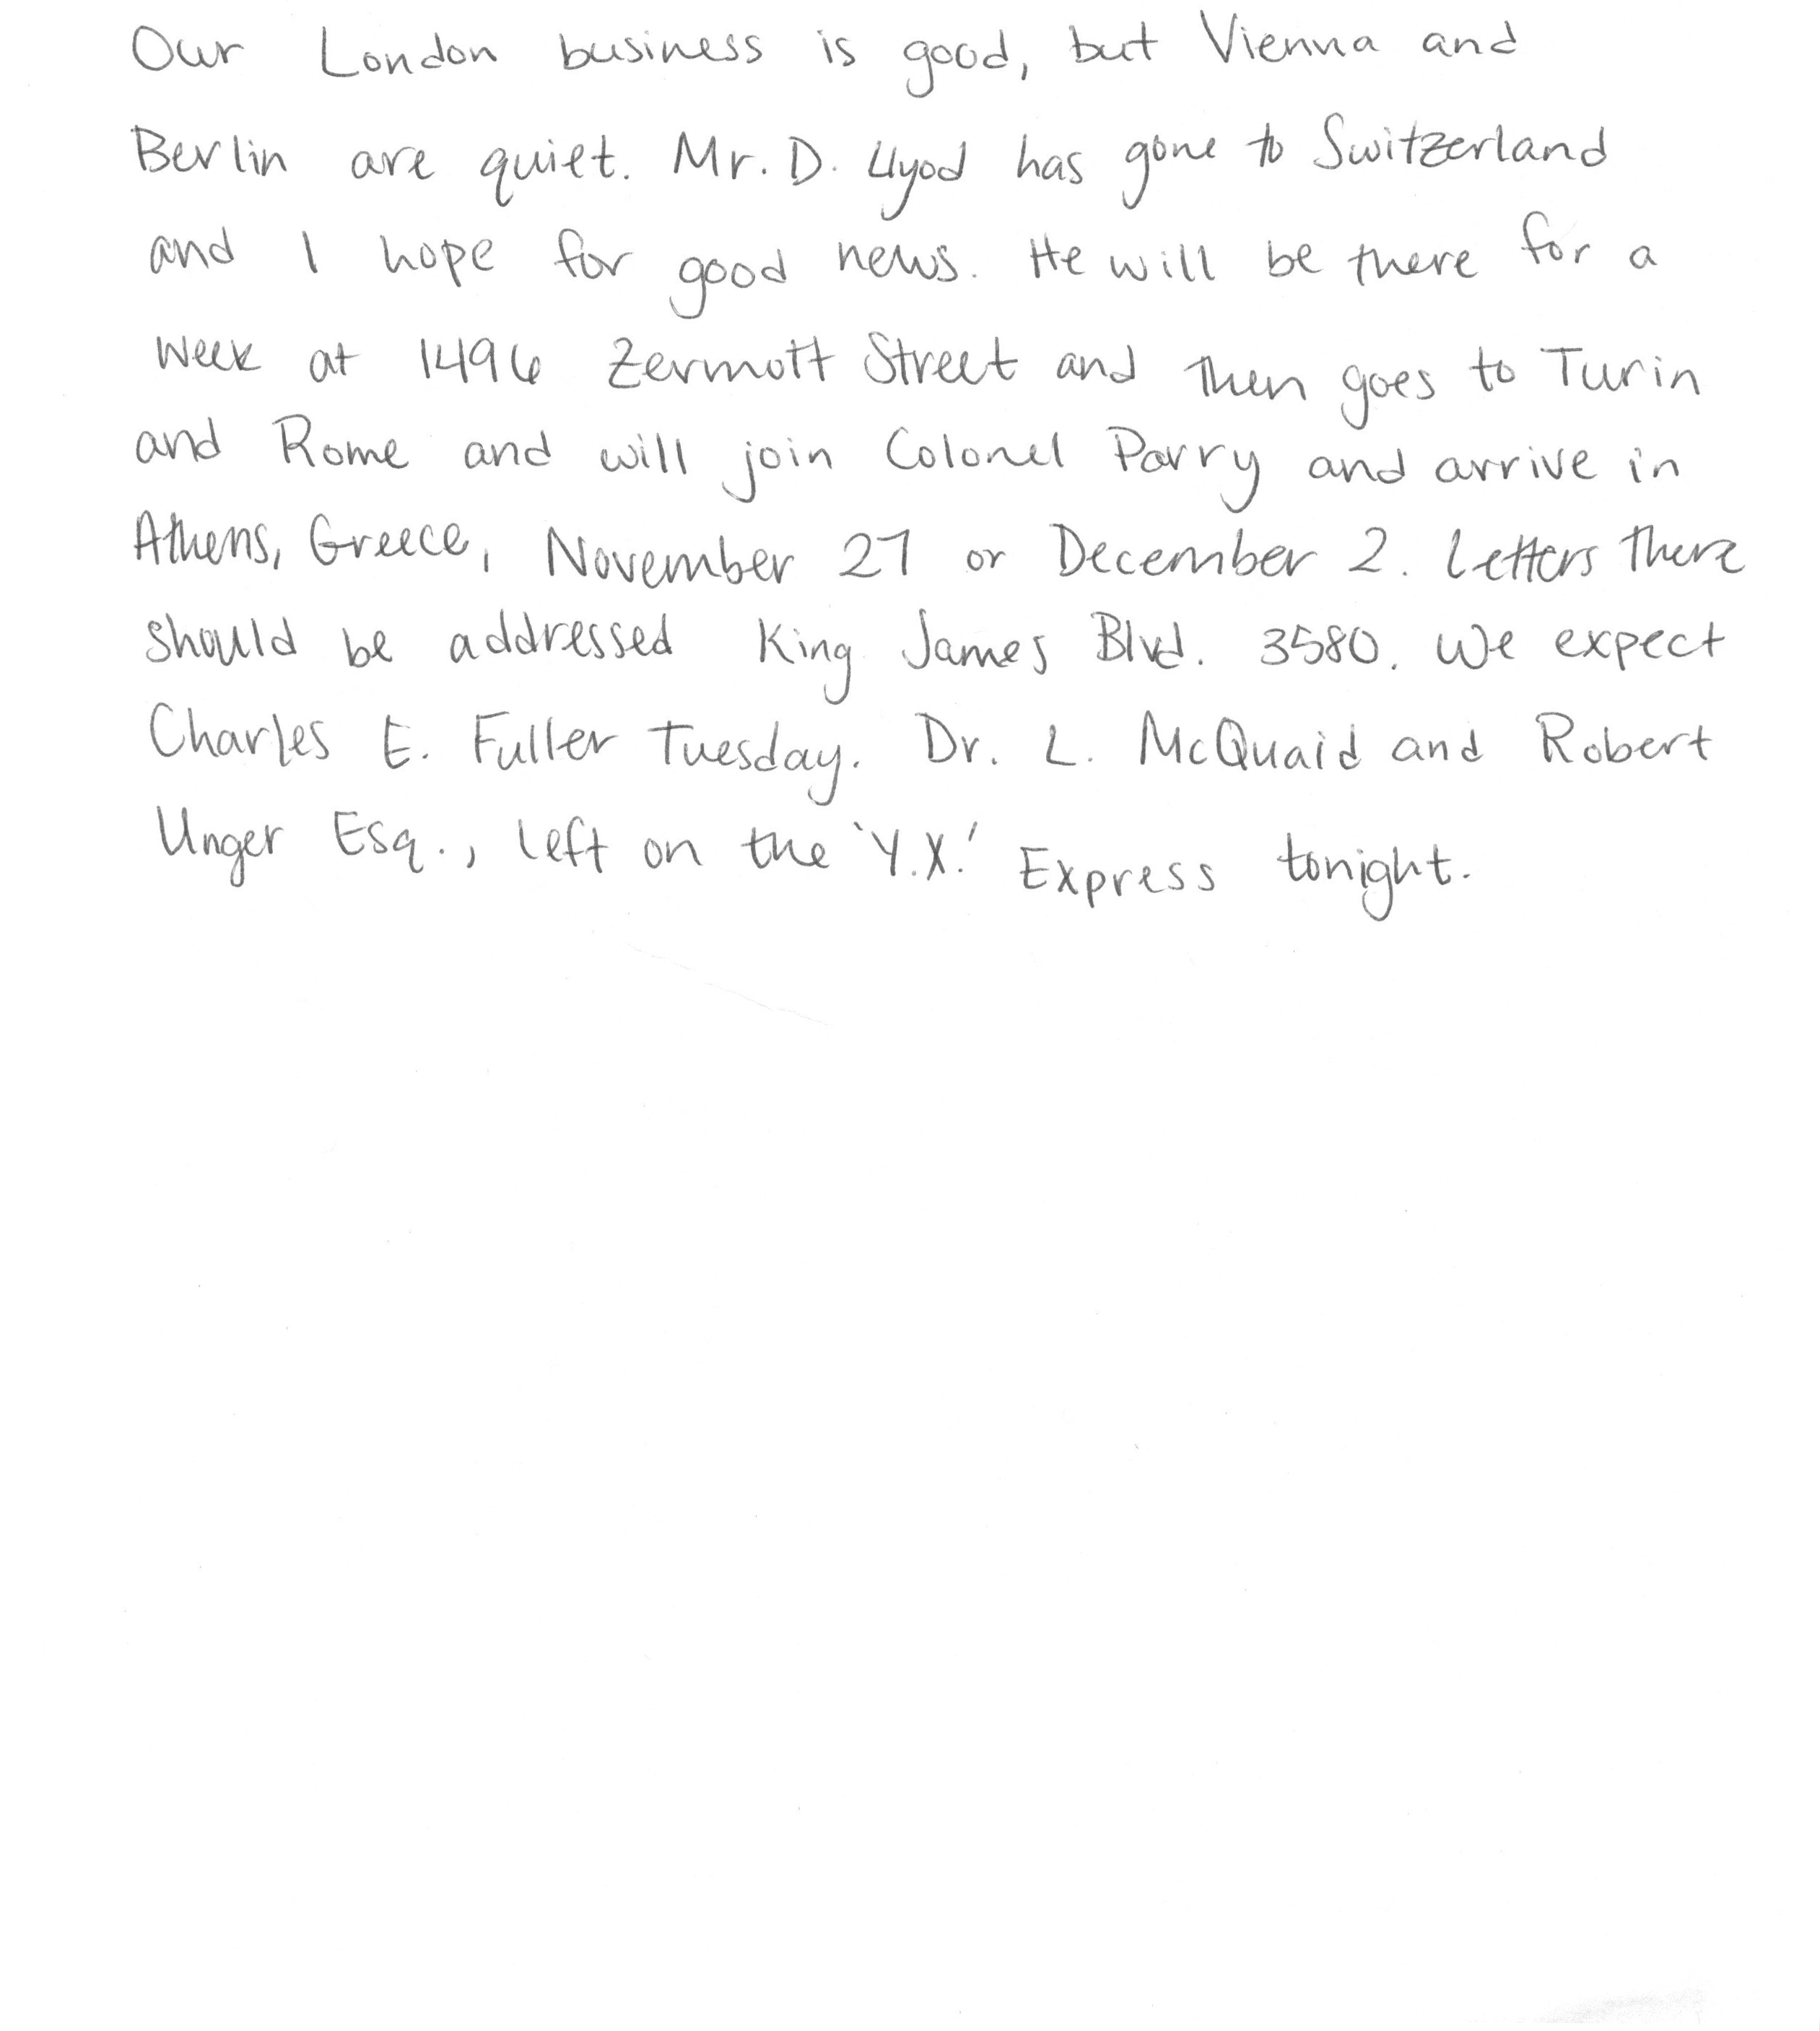 Our London business is good, but Vienna and
Berlin are quiet. Mr. D. Llyod has gone to Switzerland
and I hope for good news. He will be there for a
week at 1496 Zermott Street and then goes to Turin
and Rome and will join Colonel Parry and arrive in
Athens, Greece, November 27 or December 2. Letters there
should be addressed King James Blvd. 3580. We expect
Charles E. Fuller Tuesday. Dr. L. McQuaid and Robert
Unger Esq., left on the 'Y.X.' Express tonight.